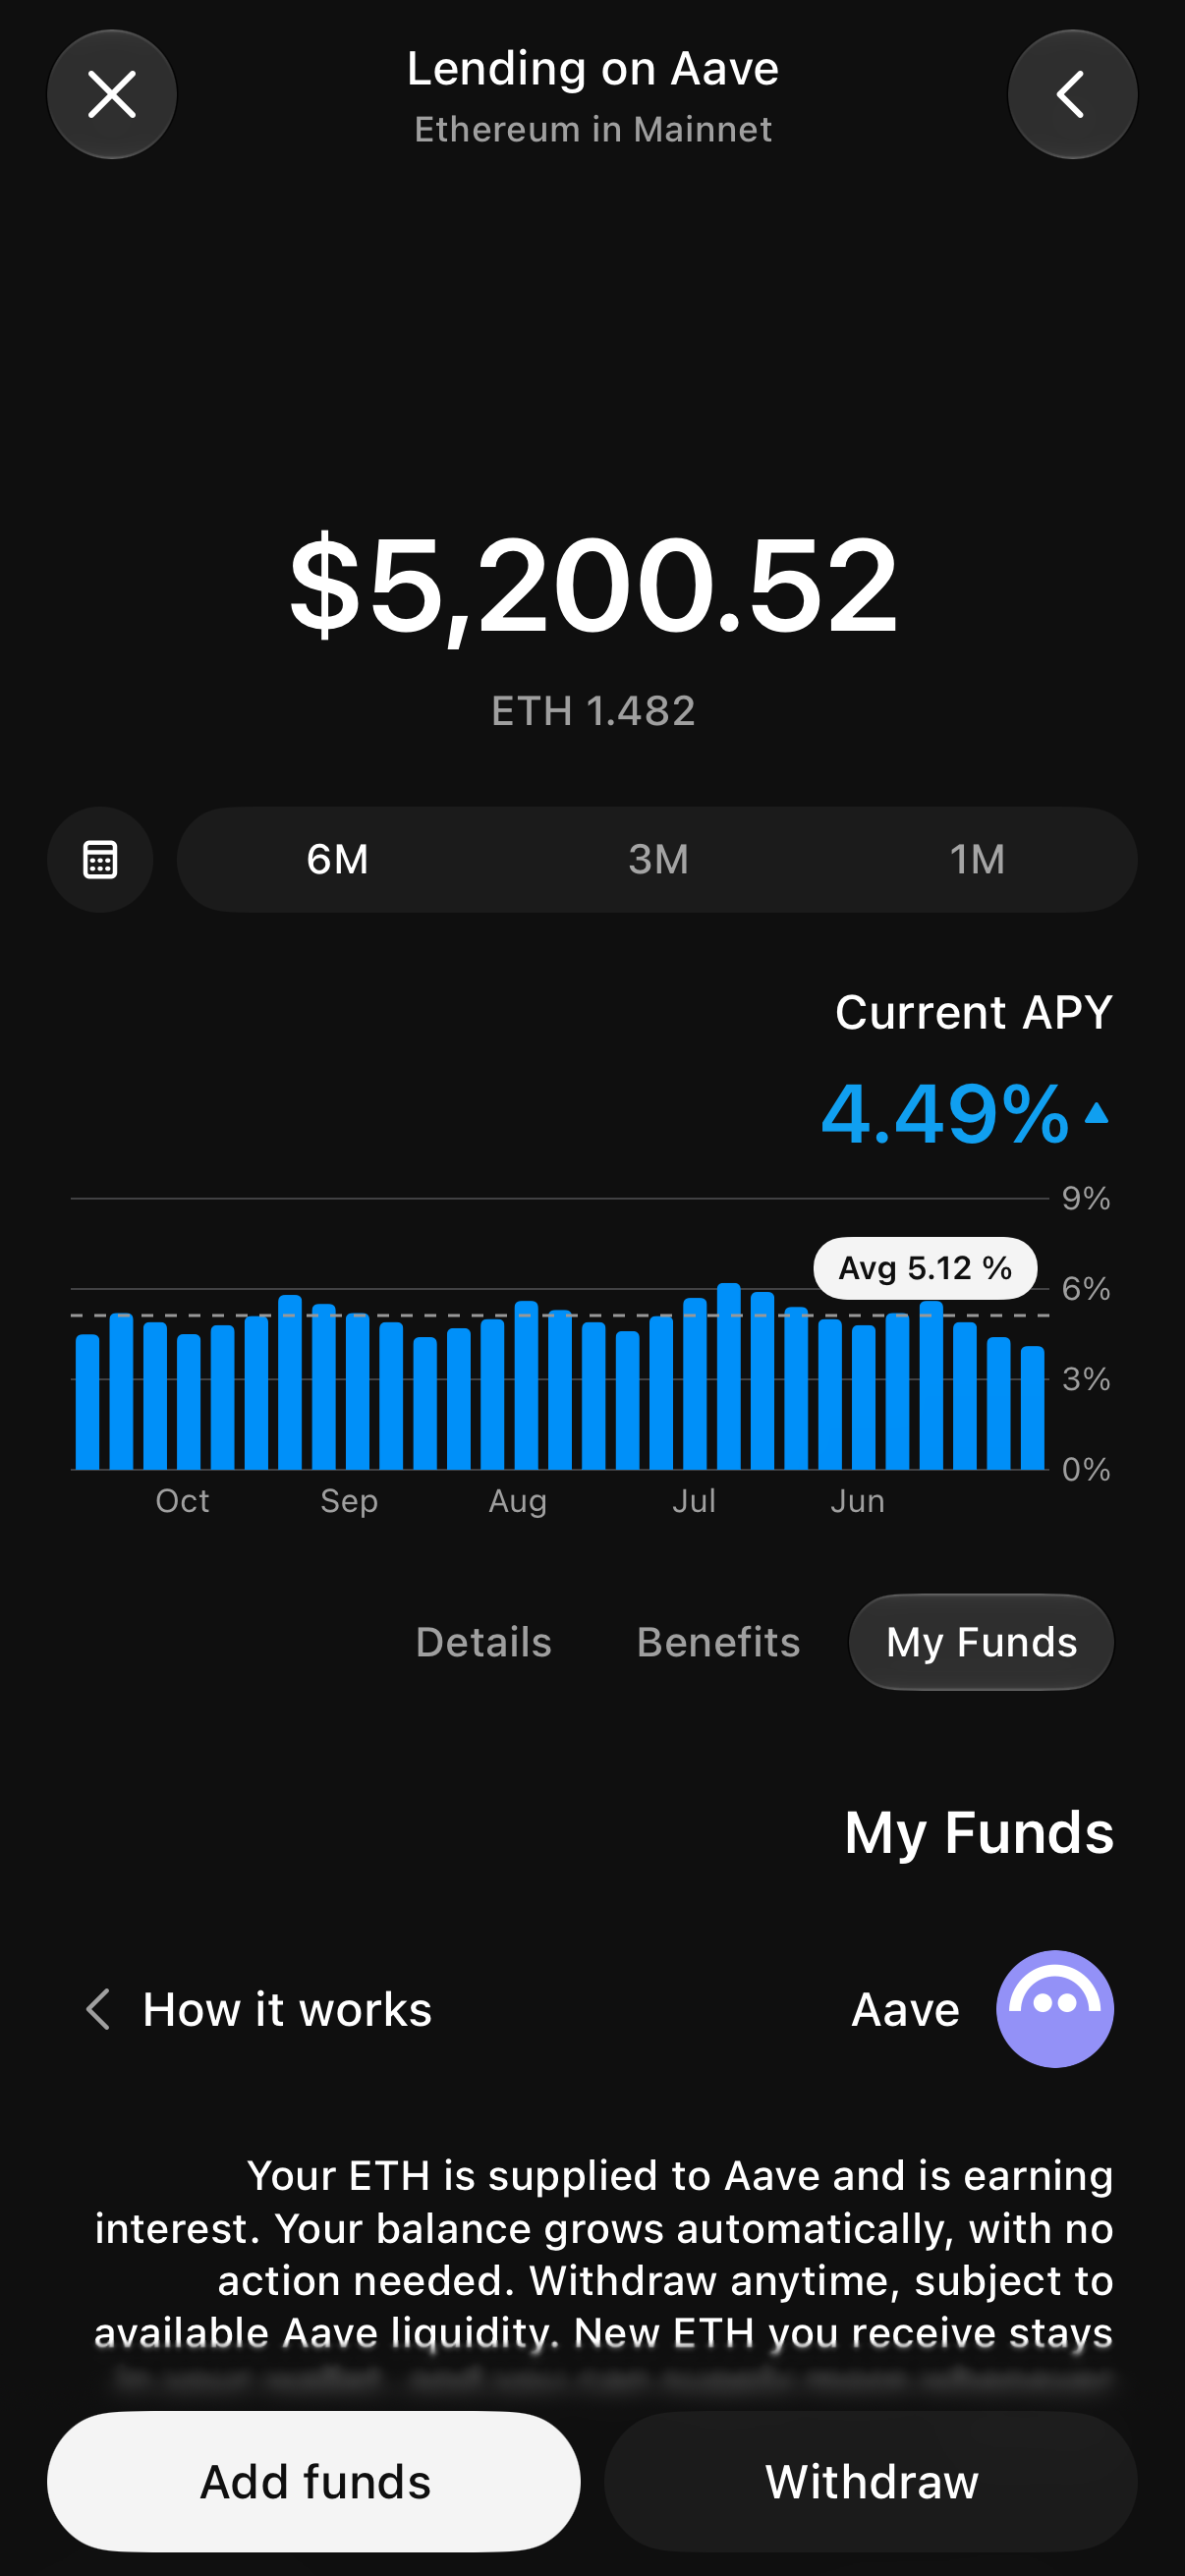 Lending on Aave
Ethereum in Mainnet
$5,200.52
ETH 1.482
6M 3M 1M
Current APY
4.49%
9%
Avg 5.12 %
6%
3%
0%
Oct Sep Aug Jul Jun
Details Benefits My Funds
My Funds
How it works Aave
Your ETH is supplied to Aave and is earning
interest. Your balance grows automatically, with no
action needed. Withdraw anytime, subject to
available Aave liquidity. New ETH you receive stays
Add funds Withdraw